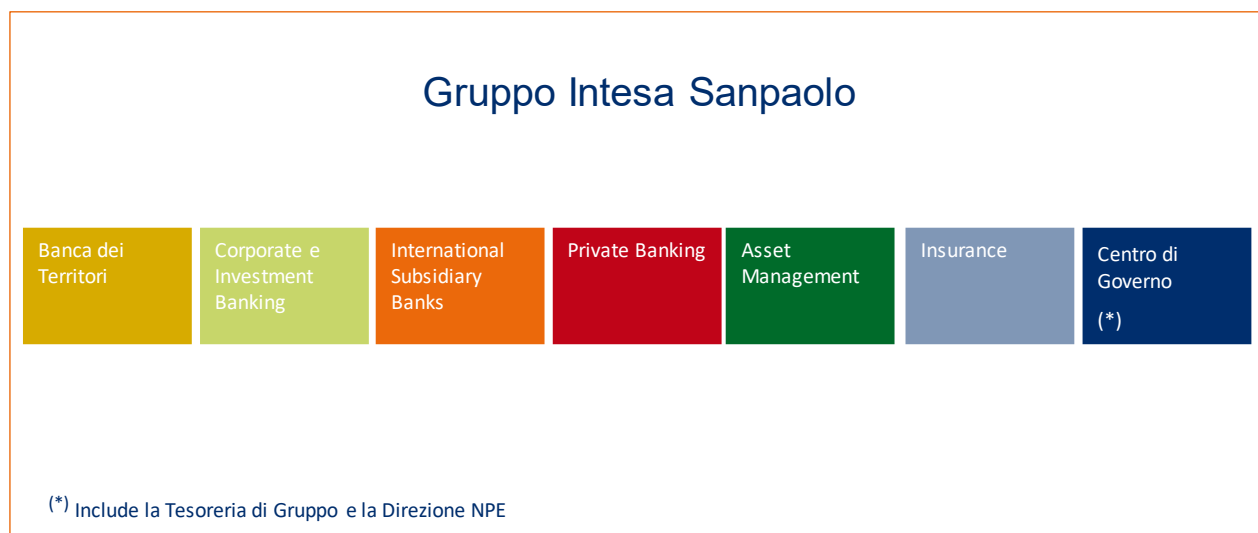 Gruppo Intesa Sanpaolo
Banca dei
Territori
Corporate e
Investment
Banking
International
Subsidiary
Banks
Private Banking
Asset
Management
Insurance
Centro di
Governo
(*)
(*) Include la Tesoreria di Gruppo e la Direzione NPE